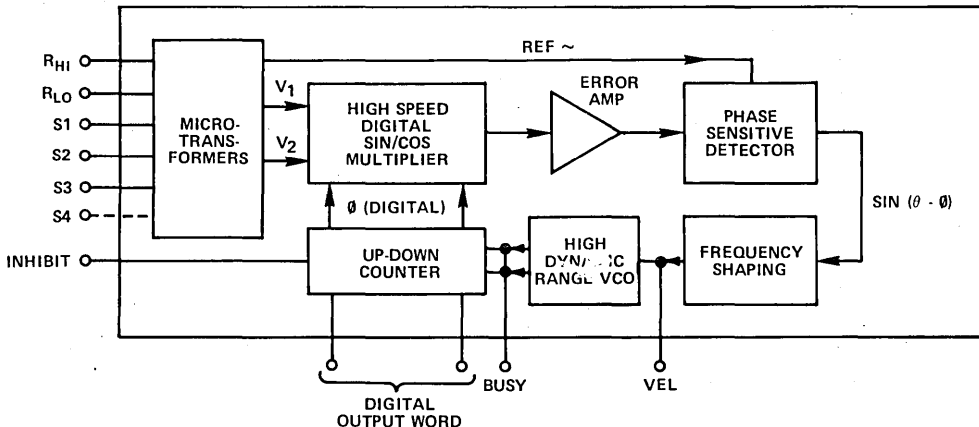 R_HI
R_LO
S1
S2
S3
S4
INHIBIT
MICRO-
TRANS-
FORMERS
V1
V2
HIGH SPEED
DIGITAL
SIN/COS
MULTIPLIER
REF ~
ERROR
AMP
PHASE
SENSITIVE
DETECTOR
SIN (θ - Ø)
Ø (DIGITAL)
UP-DOWN
COUNTER
HIGH
DYNAMIC
RANGE VCO
FREQUENCY
SHAPING
BUSY
VEL
DIGITAL
OUTPUT WORD